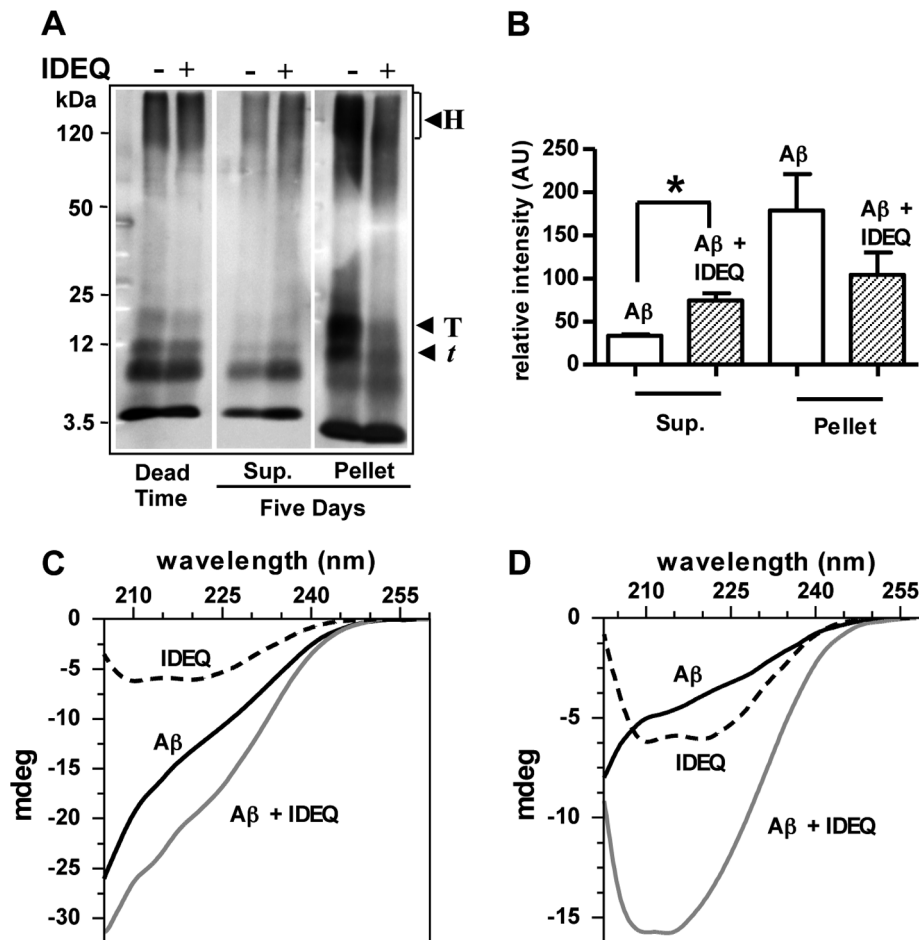 A
IDEQ - + - + - +
kDa
120
50
25
12
3.5
H
T
t
Dead Time
Sup.
Pellet
Five Days
B
relative intensity (AU)
250
200
150
100
50
0
*
Aβ
Aβ + IDEQ
Aβ
Aβ + IDEQ
Sup.
Pellet
C
wavelength (nm)
210 225 240 255
mdeg
0
-5
-10
-15
-20
-25
-30
IDEQ
Aβ
Aβ + IDEQ
D
wavelength (nm)
210 225 240 255
mdeg
0
-5
-10
-15
Aβ
IDEQ
Aβ + IDEQ